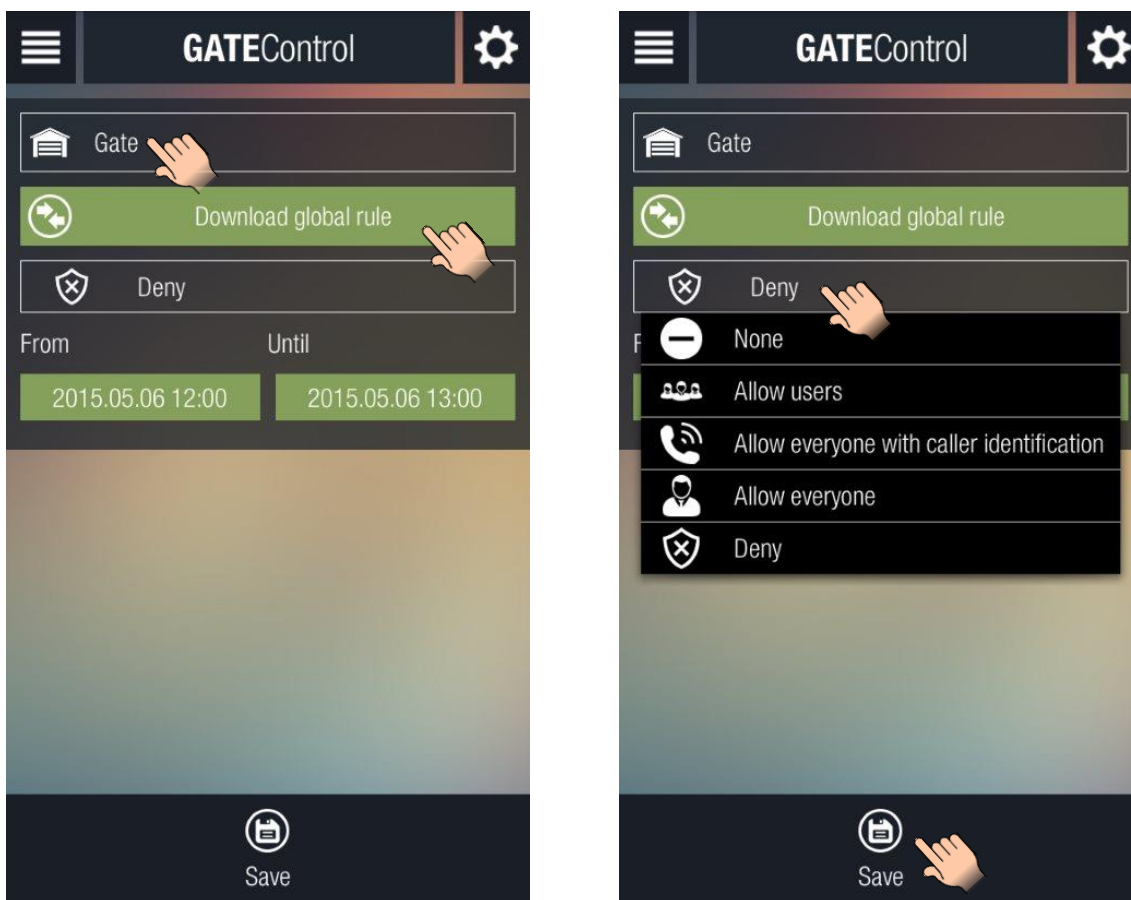 GATEControl
Gate
Download global rule
Deny
From Until
2015.05.06 12:00 2015.05.06 13:00
Save
GATEControl
Gate
Download global rule
Deny
F
None
Allow users
Allow everyone with caller identification
Allow everyone
Deny
Save